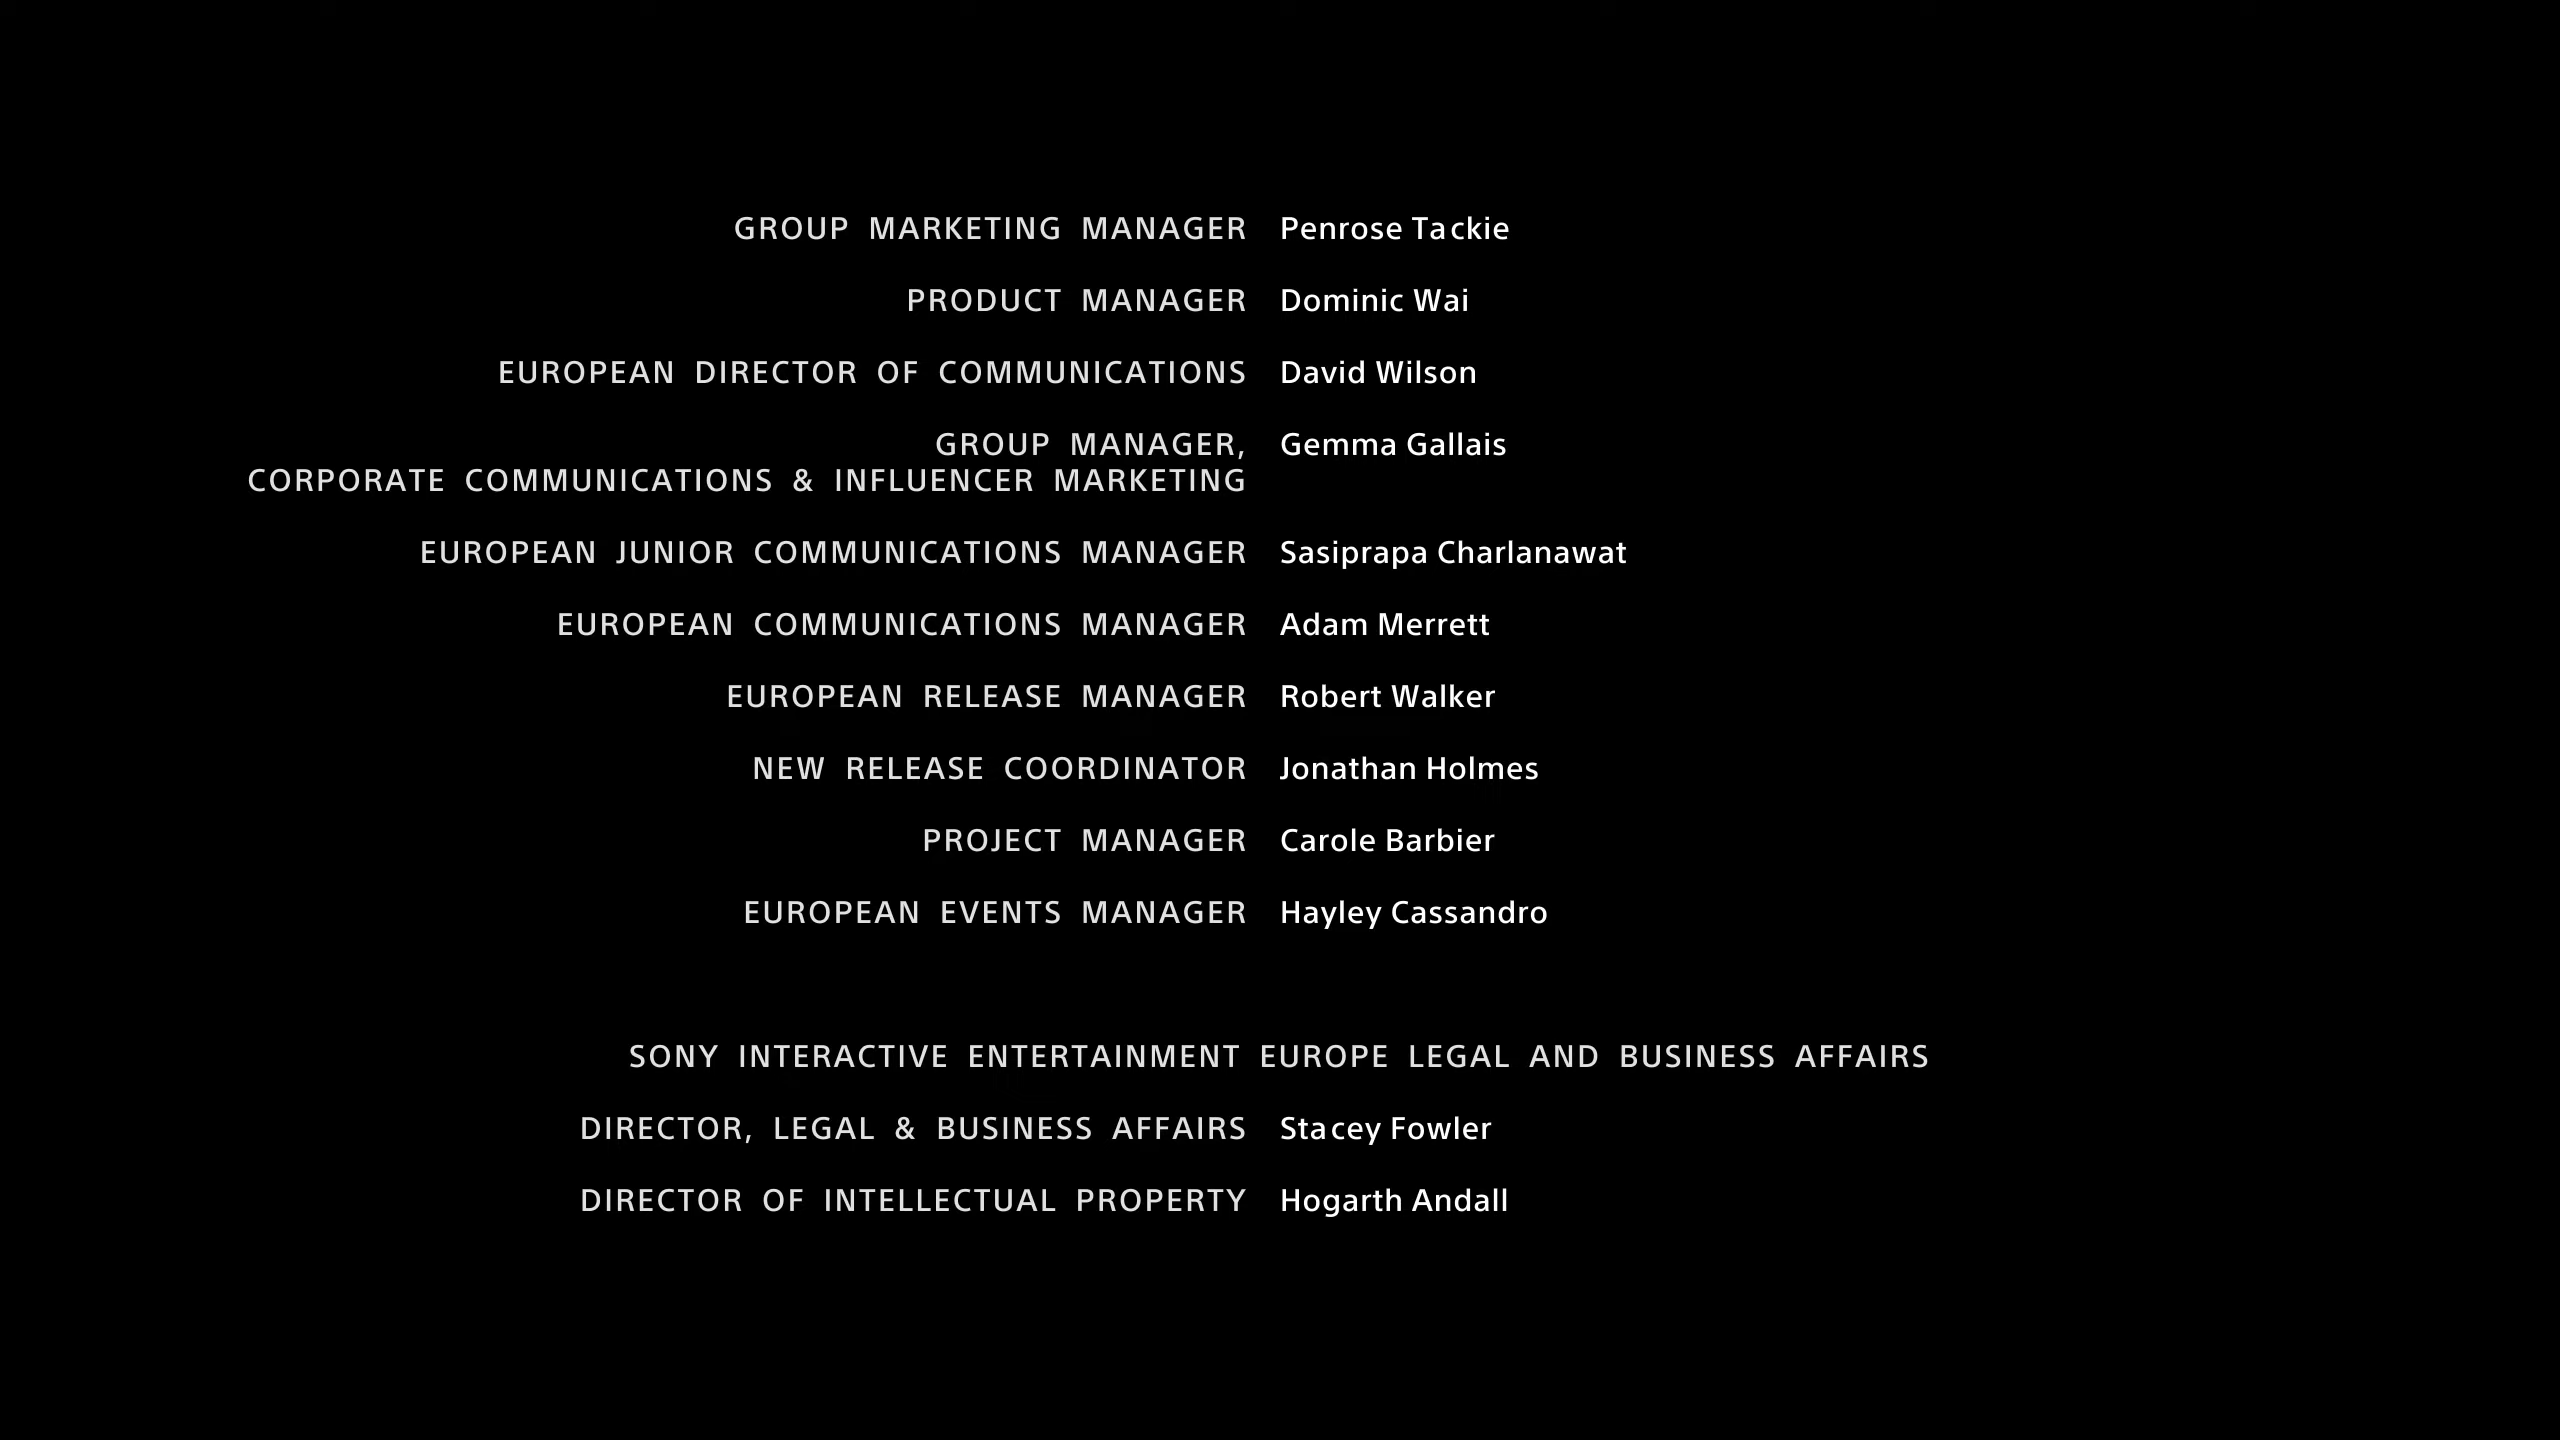 GROUP MARKETING MANAGER Penrose Tackie
PRODUCT MANAGER Dominic Wai
EUROPEAN DIRECTOR OF COMMUNICATIONS David Wilson
GROUP MANAGER, Gemma Gallais
CORPORATE COMMUNICATIONS & INFLUENCER MARKETING
EUROPEAN JUNIOR COMMUNICATIONS MANAGER Sasiprapa Charlanawat
EUROPEAN COMMUNICATIONS MANAGER Adam Merrett
EUROPEAN RELEASE MANAGER Robert Walker
NEW RELEASE COORDINATOR Jonathan Holmes
PROJECT MANAGER Carole Barbier
EUROPEAN EVENTS MANAGER Hayley Cassandro
SONY INTERACTIVE ENTERTAINMENT EUROPE LEGAL AND BUSINESS AFFAIRS
DIRECTOR, LEGAL & BUSINESS AFFAIRS Stacey Fowler
DIRECTOR OF INTELLECTUAL PROPERTY Hogarth Andall